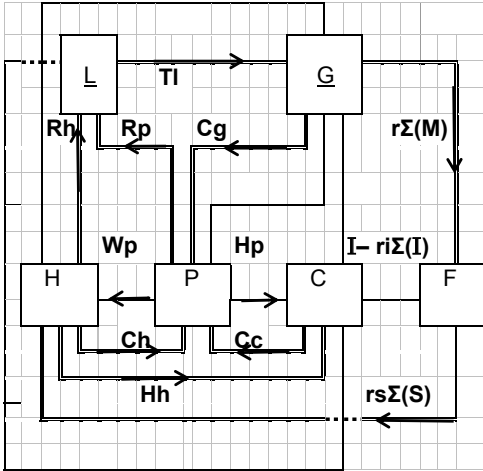 L
G
Tl
Rh
Rp
Cg
rΣ(M)
Wp
Hp
I– riΣ(I)
H
P
C
F
Ch
Cc
Hh
rsΣ(S)